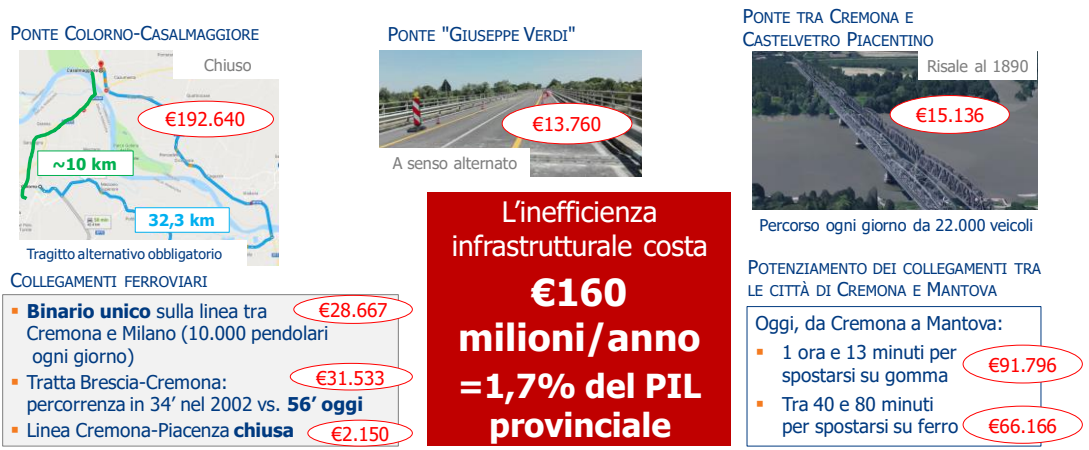 PONTE COLORNO-CASALMAGGIORE
Chiuso
€192.640
~10 km
32,3 km
Tragitto alternativo obbligatorio
PONTE "GIUSEPPE VERDI"
€13.760
A senso alternato
PONTE TRA CREMONA E
CASTELVETRO PIACENTINO
Risale al 1890
€15.136
Percorso ogni giorno da 22.000 veicoli
COLLEGAMENTI FERROVIARI
Binario unico sulla linea tra
€28.667
Cremona e Milano (10.000 pendolari
ogni giorno)
Tratta Brescia-Cremona:
€31.533
percorrenza in 34’ nel 2002 vs. 56’ oggi
Linea Cremona-Piacenza chiusa
€2.150
L’inefficienza
infrastrutturale costa
€160
milioni/anno
=1,7% del PIL
provinciale
POTENZIAMENTO DEI COLLEGAMENTI TRA
LE CITTÀ DI CREMONA E MANTOVA
Oggi, da Cremona a Mantova:
1 ora e 13 minuti per
spostarsi su gomma
€91.796
Tra 40 e 80 minuti
per spostarsi su ferro
€66.166